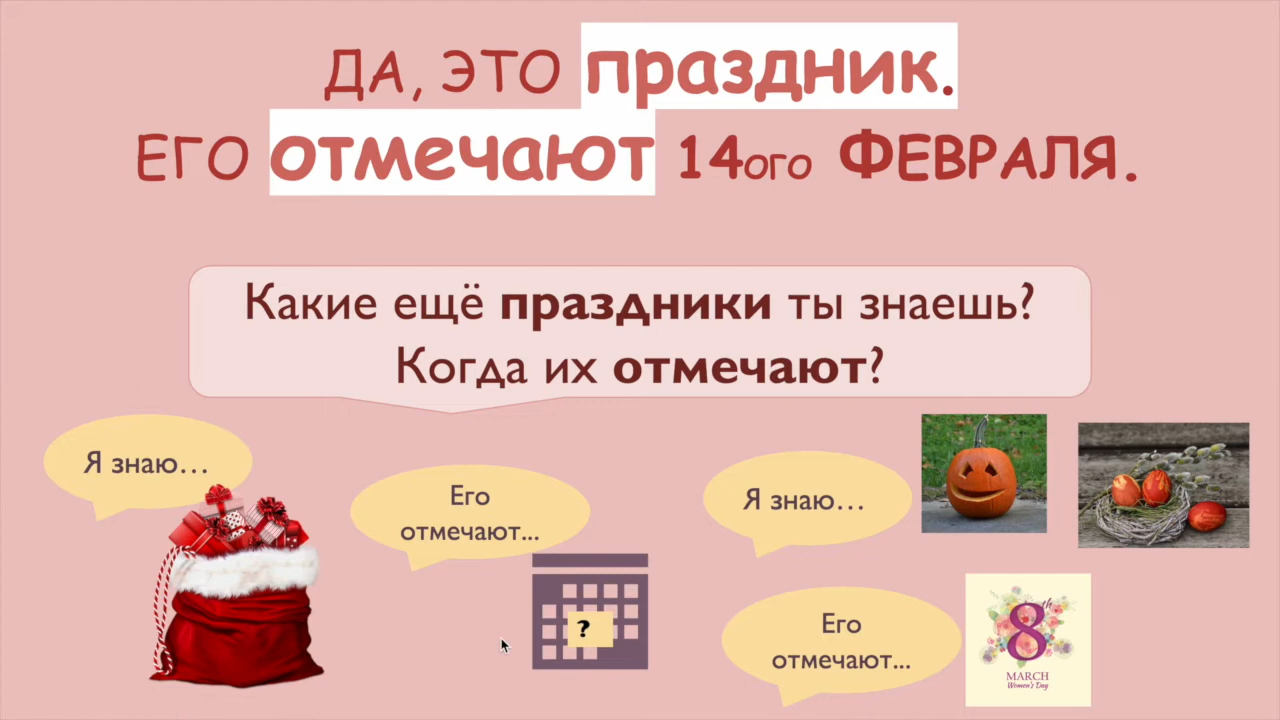 ДА, ЭТО праздник.
ЕГО отмечают 14ого ФЕВРАЛЯ.
Какие ещё праздники ты знаешь?
Когда их отмечают?
Я знаю...
Его
отмечают...
?
Я знаю...
Его
отмечают...
8th
MARCH
Women's Day